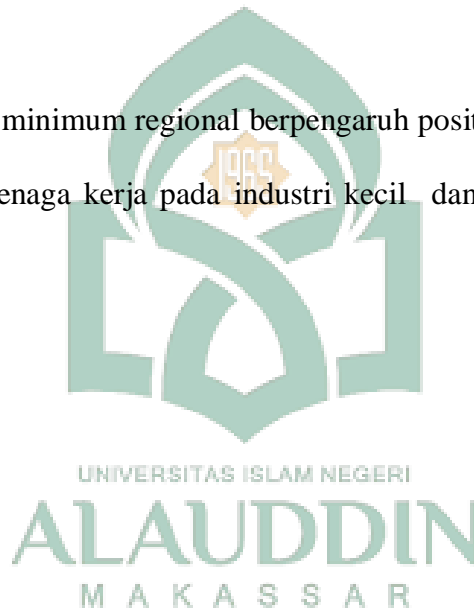 minimum regional berpengaruh posit
enaga kerja pada industri kecil dan
1965
UNIVERSITAS ISLAM NEGERI
ALAUDDIN
MAKASSAR